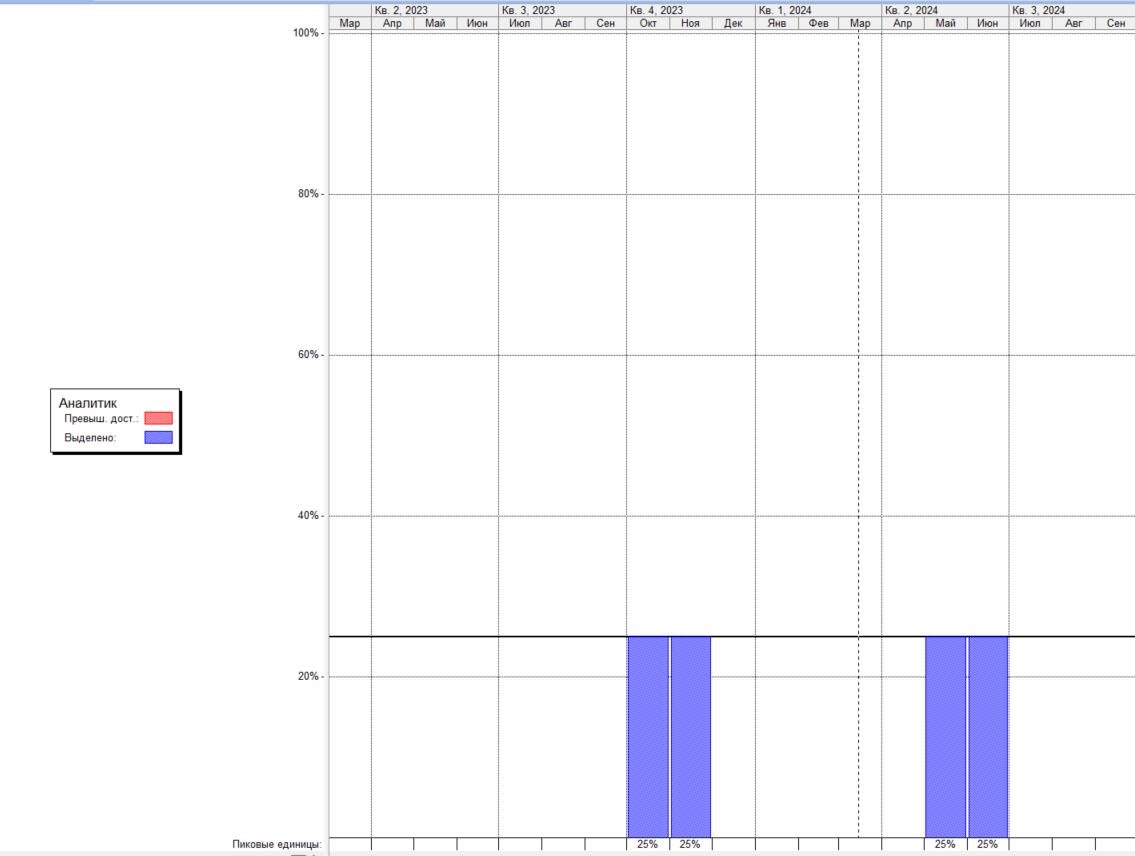 Кв. 2, 2023 Кв. 3, 2023 Кв. 4, 2023 Кв. 1, 2024 Кв. 2, 2024 Кв. 3, 2024
Мар Апр Май Июн Июл Авг Сен Окт Ноя Дек Янв Фев Мар Апр Май Июн Июл Авг Сен
100%
80%
60%
Аналитик
Превыш. дост.:
Выделено:
40%
20%
Пиковые единицы: 25% 25% 25% 25%